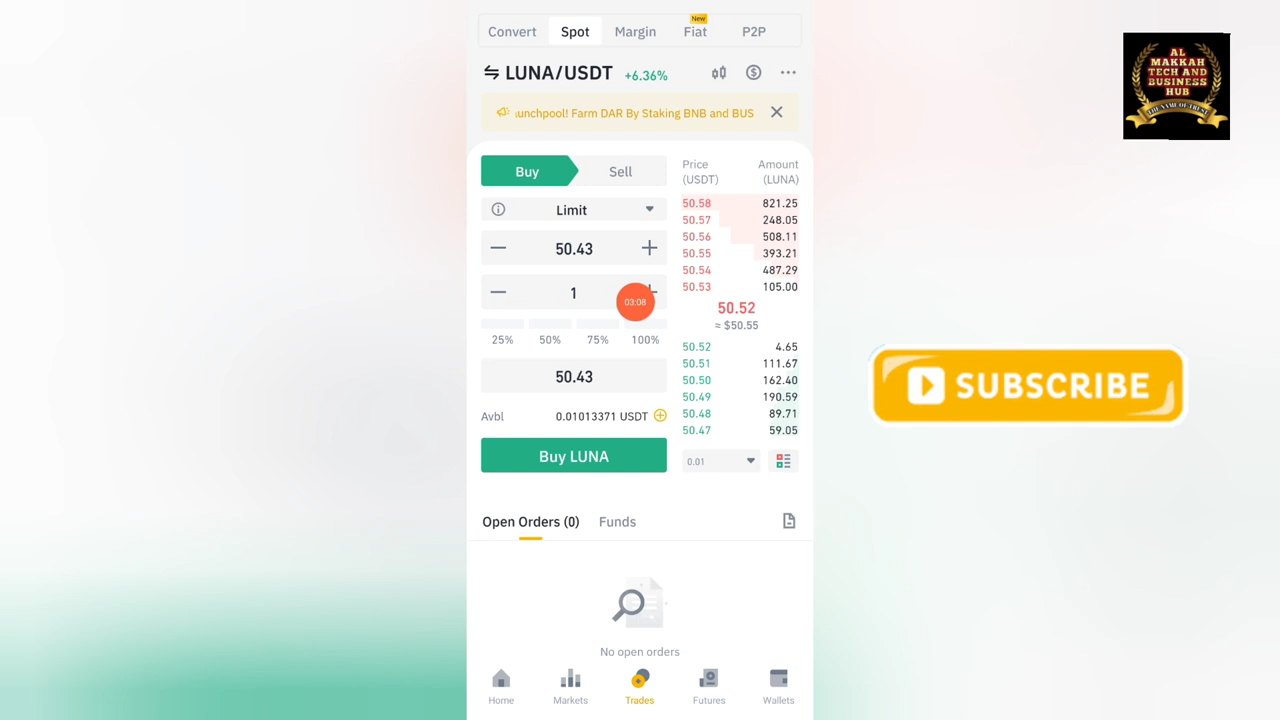 Convert Spot Margin New Fiat P2P
LUNA/USDT +6.36%
unchpool! Farm DAR By Staking BNB and BUS
Buy Sell
Limit
50.43
1
03:08
25% 50% 75% 100%
50.43
Avbl 0.01013371 USDT
Buy LUNA
Price Amount
(USDT) (LUNA)
50.58 821.25
50.57 248.05
50.56 508.11
50.55 393.21
50.54 487.29
50.53 105.00
50.52
≈ $50.55
50.52 4.65
50.51 111.67
50.50 162.40
50.49 190.59
50.48 89.71
50.47 59.05
0.01
Open Orders (0) Funds
No open orders
Home Markets Trades Futures Wallets
AL
MAKKAH
TECH AND
BUSINESS
HUB
THE NAME OF TRUST
SUBSCRIBE